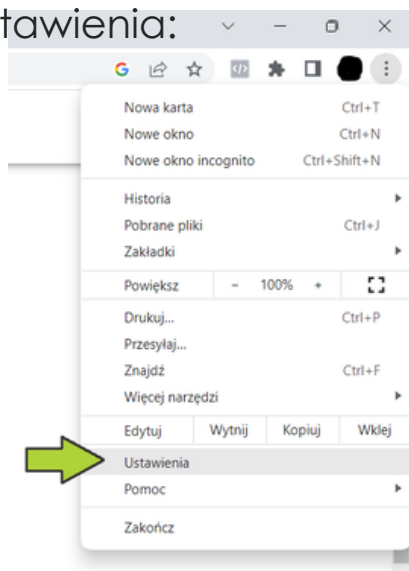 tawienia:
Nowa karta Ctrl+T
Nowe okno Ctrl+N
Nowe okno incognito Ctrl+Shift+N
Historia
Pobrane pliki Ctrl+J
Zakładki
Powiększ - 100% +
Drukuj... Ctrl+P
Przesyłaj...
Znajdź Ctrl+F
Więcej narzędzi
Edytuj Wytnij Kopiuj Wklej
Ustawienia
Pomoc
Zakończ